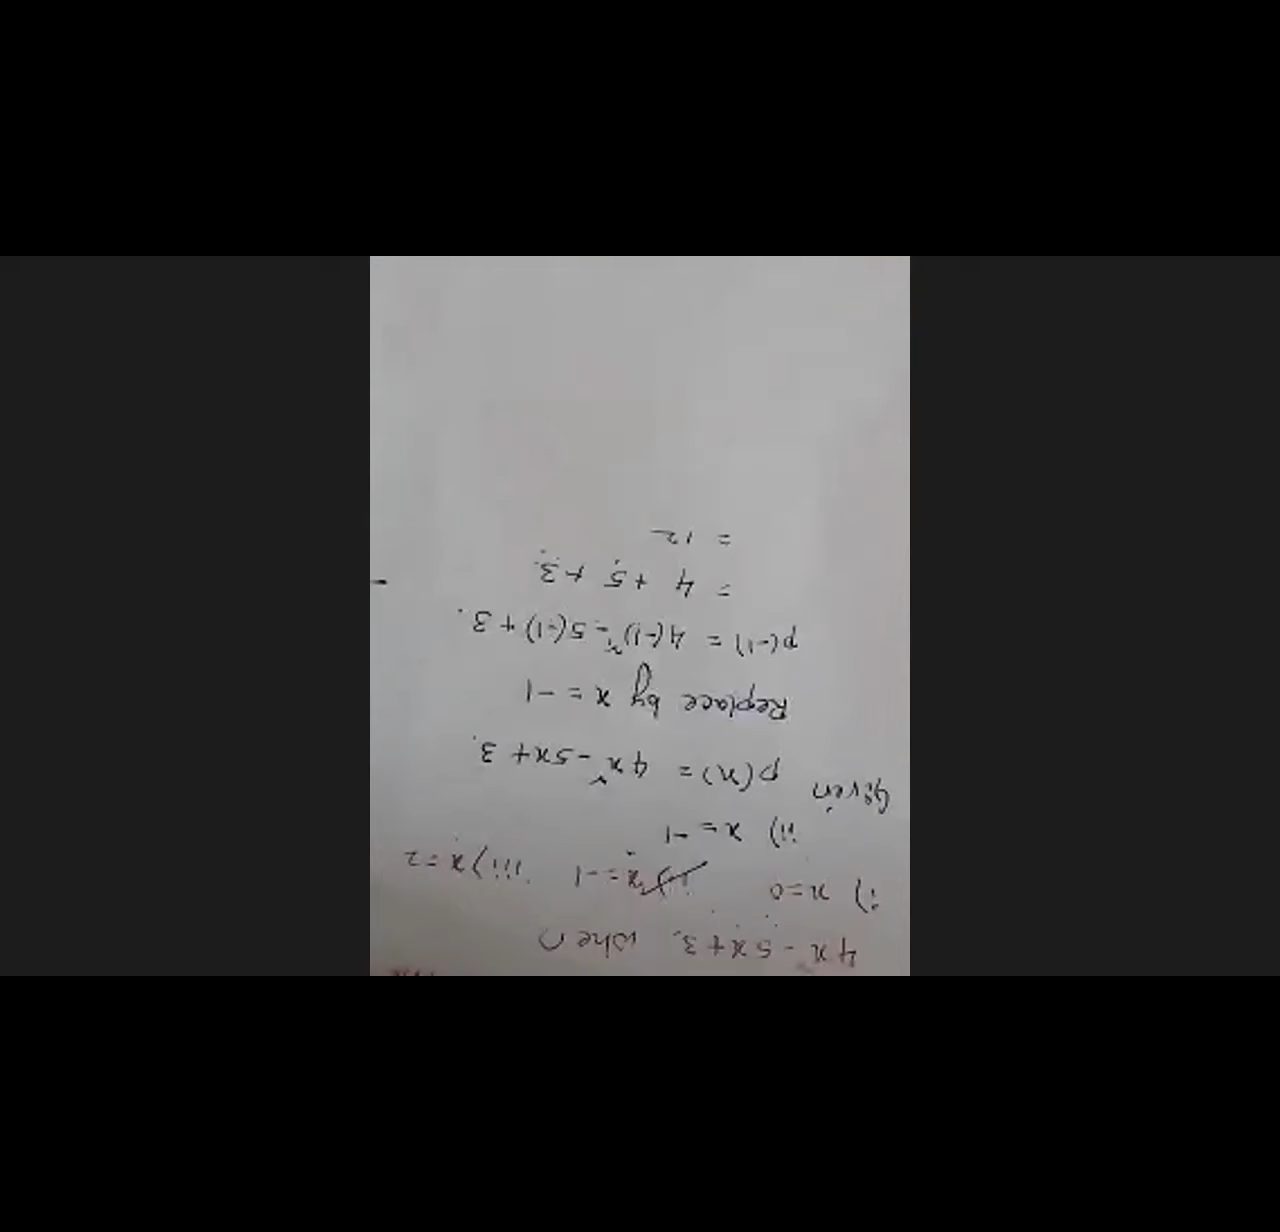 4x² - 5x + 3. when
i) x = 0 ii) x = -1 iii) x = 2
ii) x = -1
Given p(x) = 4x² - 5x + 3.
Replace by x = -1
p(-1) = 4(-1)² - 5(-1) + 3.
= 4 + 5 + 3.
= 12